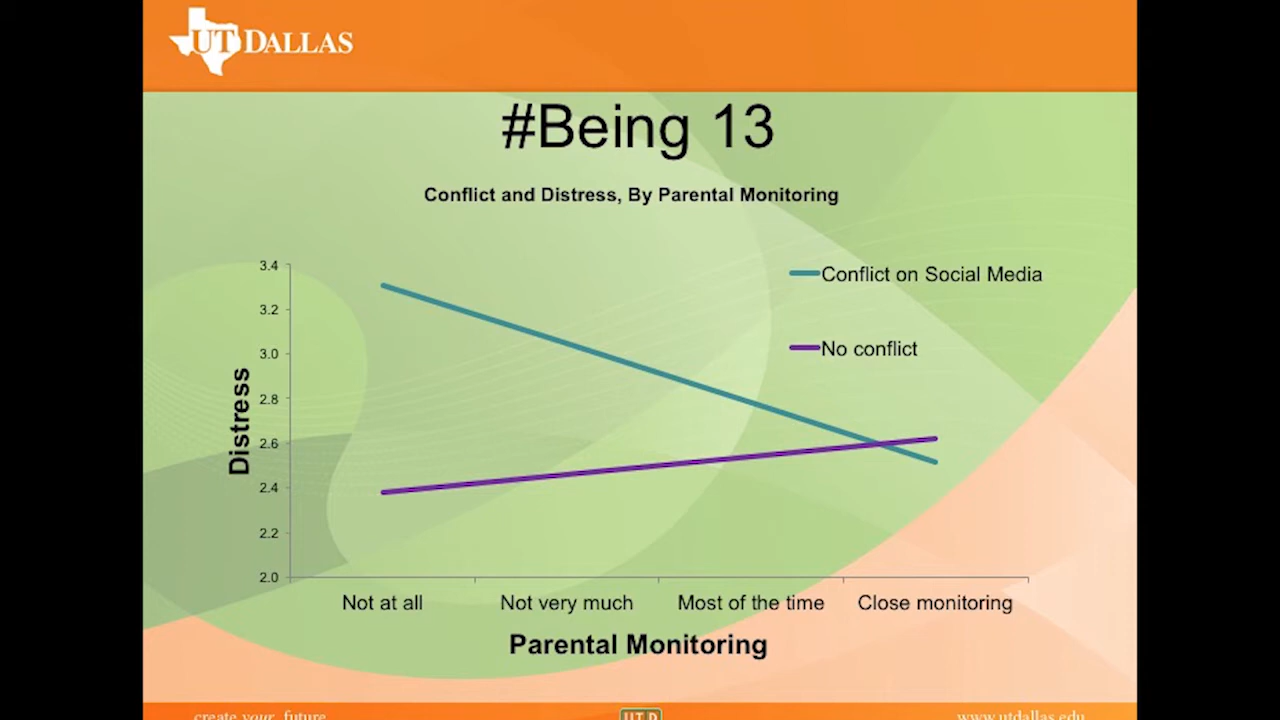 UT DALLAS
#Being 13
Conflict and Distress, By Parental Monitoring
Conflict on Social Media
No conflict
Distress
3.4
3.2
3.0
2.8
2.6
2.4
2.2
2.0
Not at all Not very much Most of the time Close monitoring
Parental Monitoring
create your future UTD www.utdallas.edu